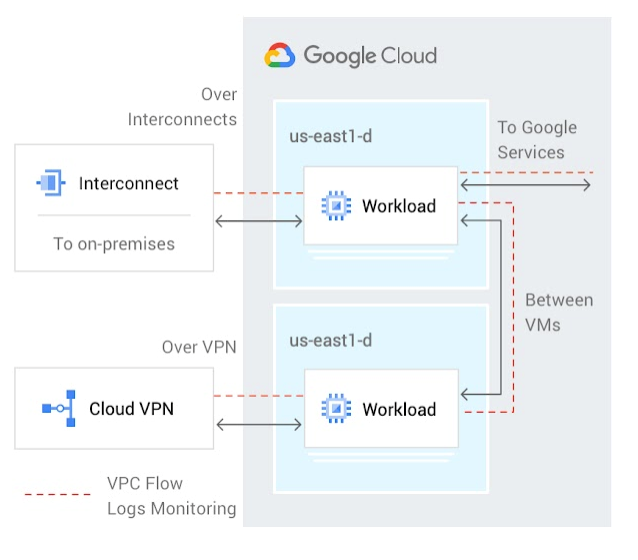 Google Cloud
Over
Interconnects
us-east1-d
To Google
Services
Interconnect
Workload
To on-premises
Between
VMs
Over VPN
us-east1-d
Cloud VPN
Workload
VPC Flow
Logs Monitoring